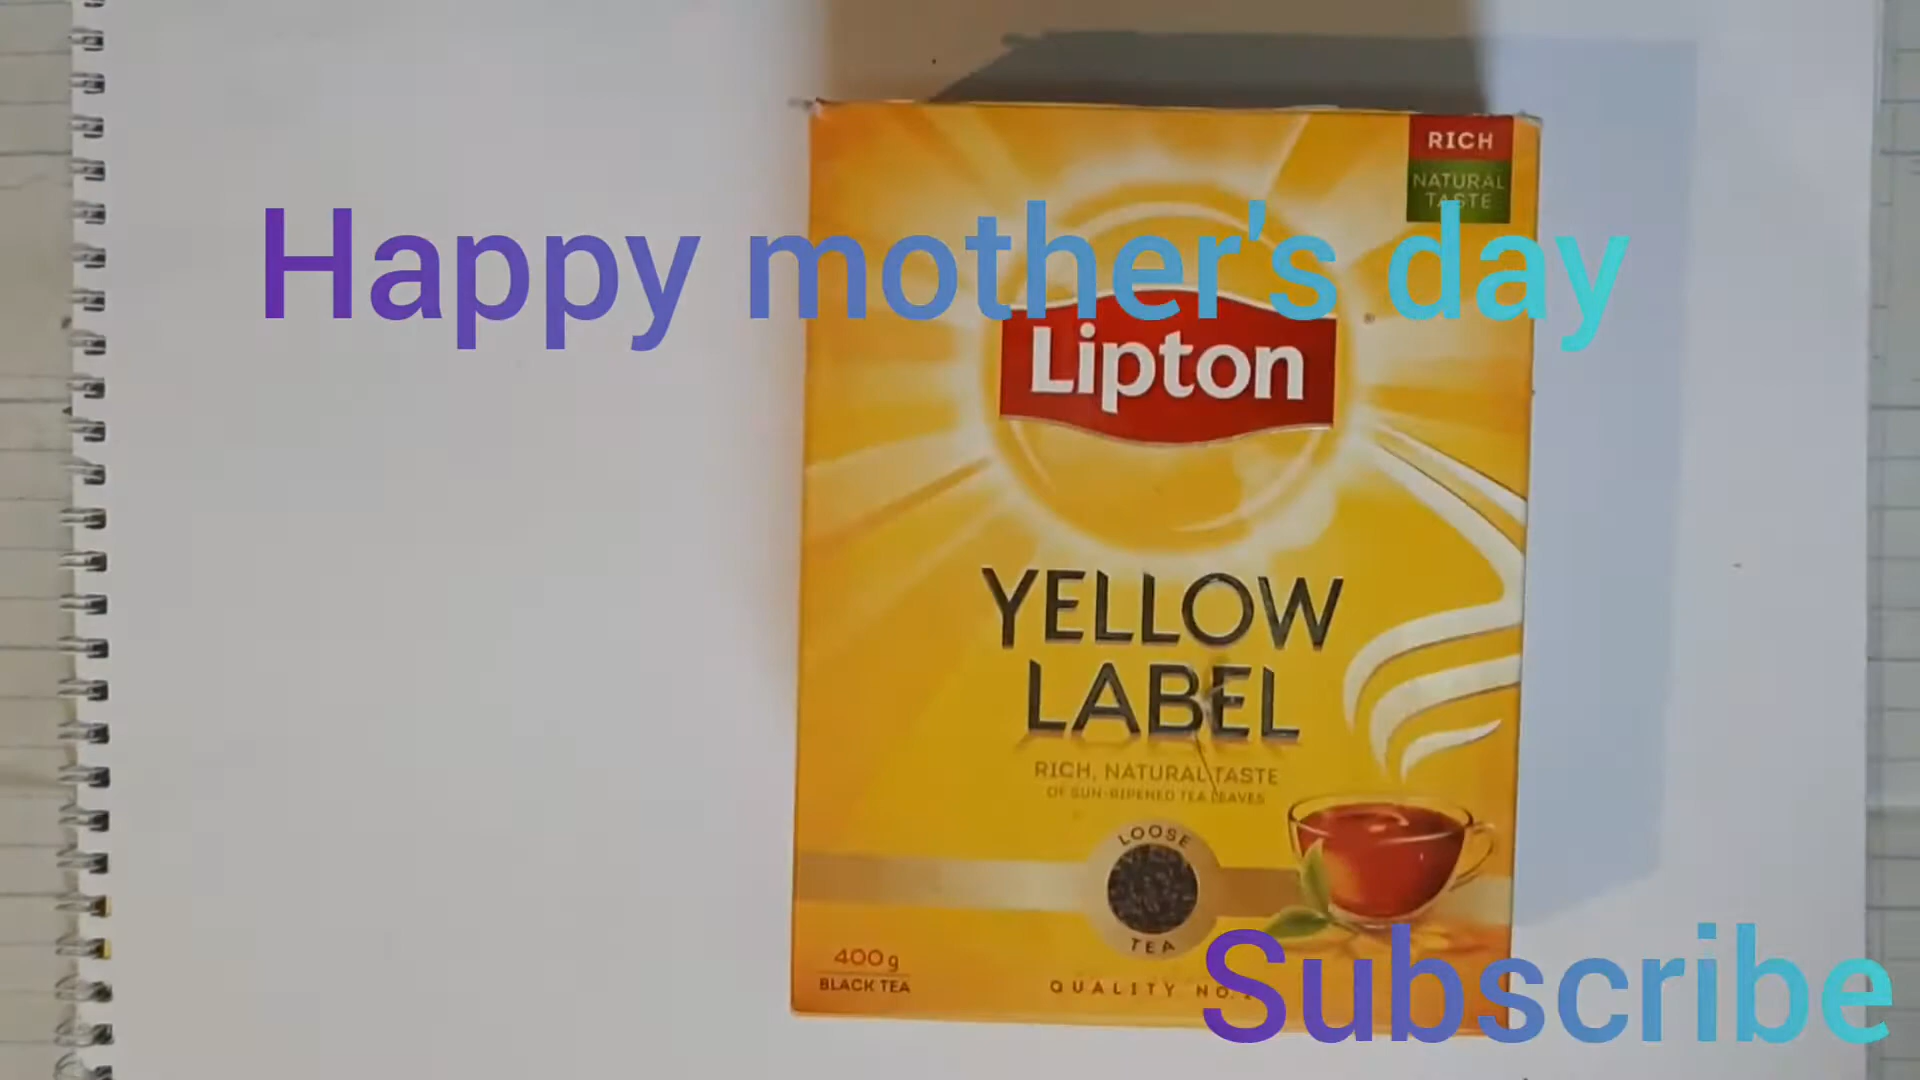 RICH
NATURAL
TASTE
Happy mother's day
Lipton
YELLOW
LABEL
RICH, NATURAL TASTE
OF SUN-RIPENED TEA LEAVES
LOOSE
TEA
400g
BLACK TEA
QUALITY NO.
Subscribe